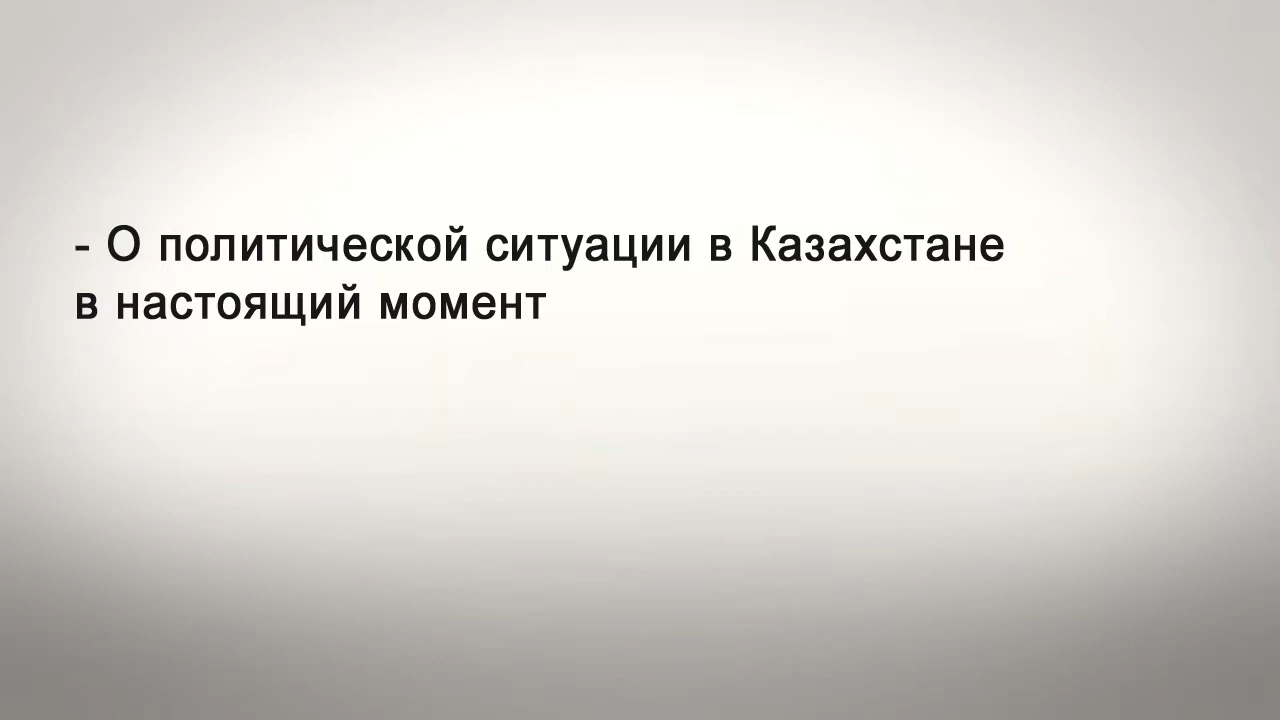 - О политической ситуации в Казахстане
в настоящий момент